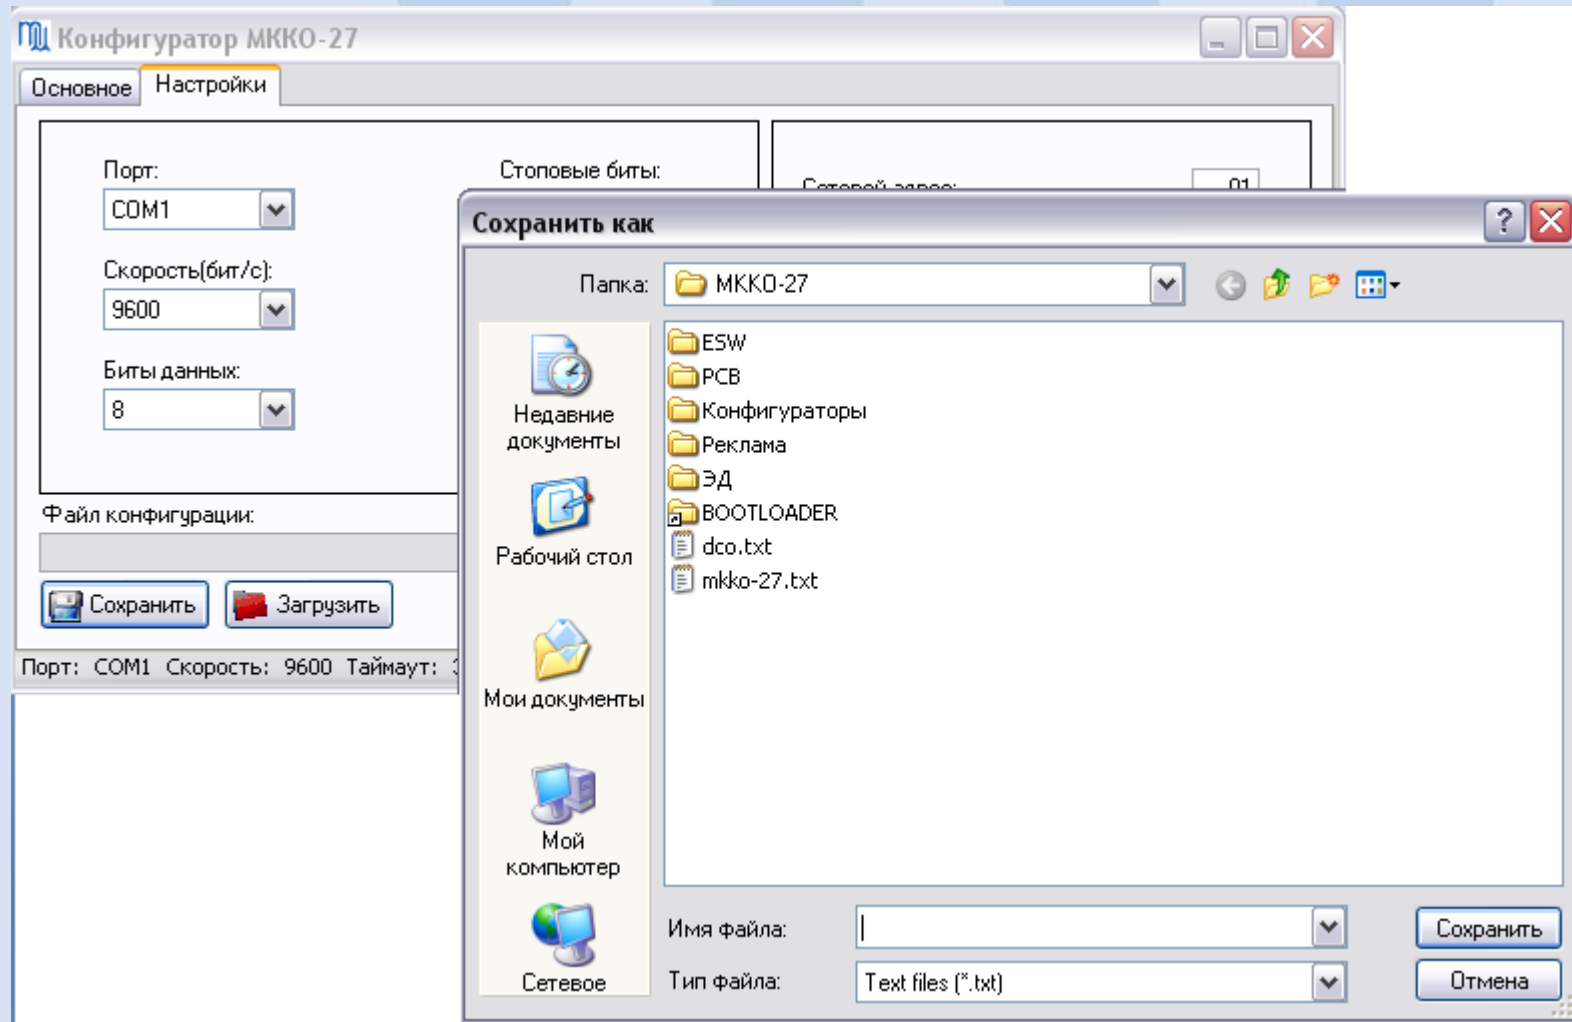 Конфигуратор МККО-27
Основное Настройки
Порт:
COM1
Стоповые биты:
Сетевой адрес:
01
Скорость(бит/с):
9600
Биты данных:
8
Файл конфигурации:
Сохранить Загрузить
Порт: COM1 Скорость: 9600 Таймаут:
Сохранить как
Папка: МККО-27
Недавние
документы
Рабочий стол
Мои документы
Мой
компьютер
Сетевое
ESW
PCB
Конфигураторы
Реклама
ЭД
BOOTLOADER
dco.txt
mkko-27.txt
Имя файла:
Сохранить
Тип файла: Text files (*.txt)
Отмена